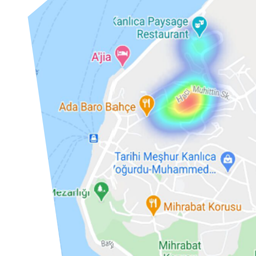 Kanlıca Paysage
Restaurant
A'jia
Ada Baro Bahçe
Hacı Muhittin Sk.
Tarihi Meşhur Kanlıca
Yoğurdu-Muhammed...
Mezarlığı
Mihrabat Korusu
Mihrabat